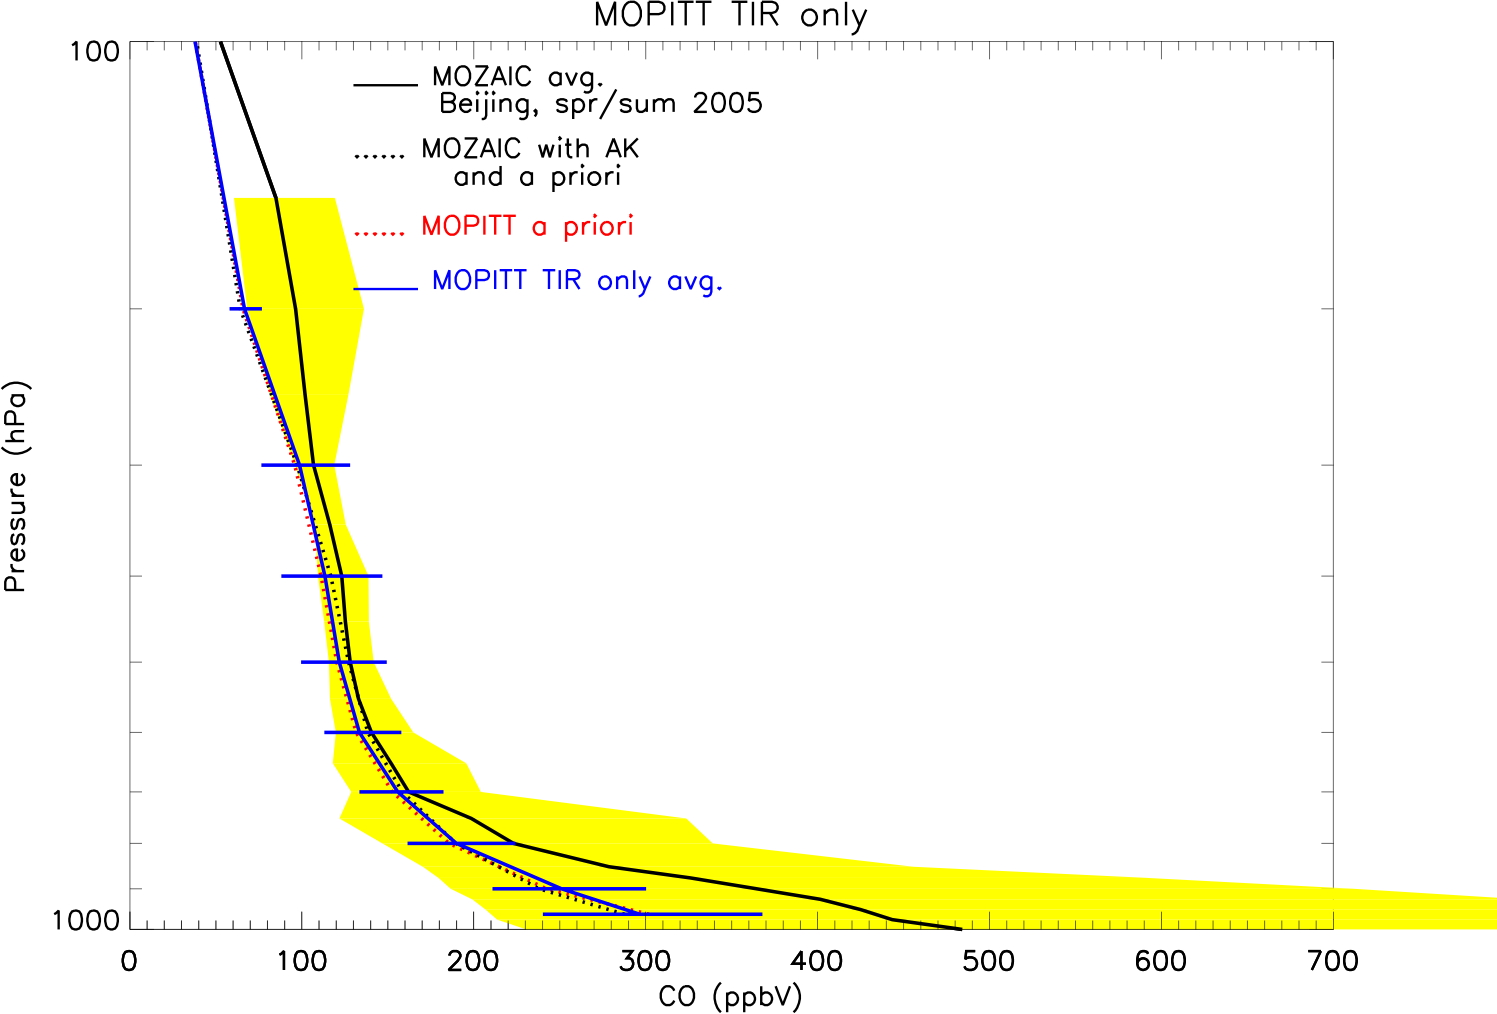 MOPITT TIR only
100
MOZAIC avg.
Beijing, spr/sum 2005
MOZAIC with AK
and a priori
MOPITT a priori
MOPITT TIR only avg.
Pressure (hPa)
1000
0 100 200 300 400 500 600 700
CO (ppbV)